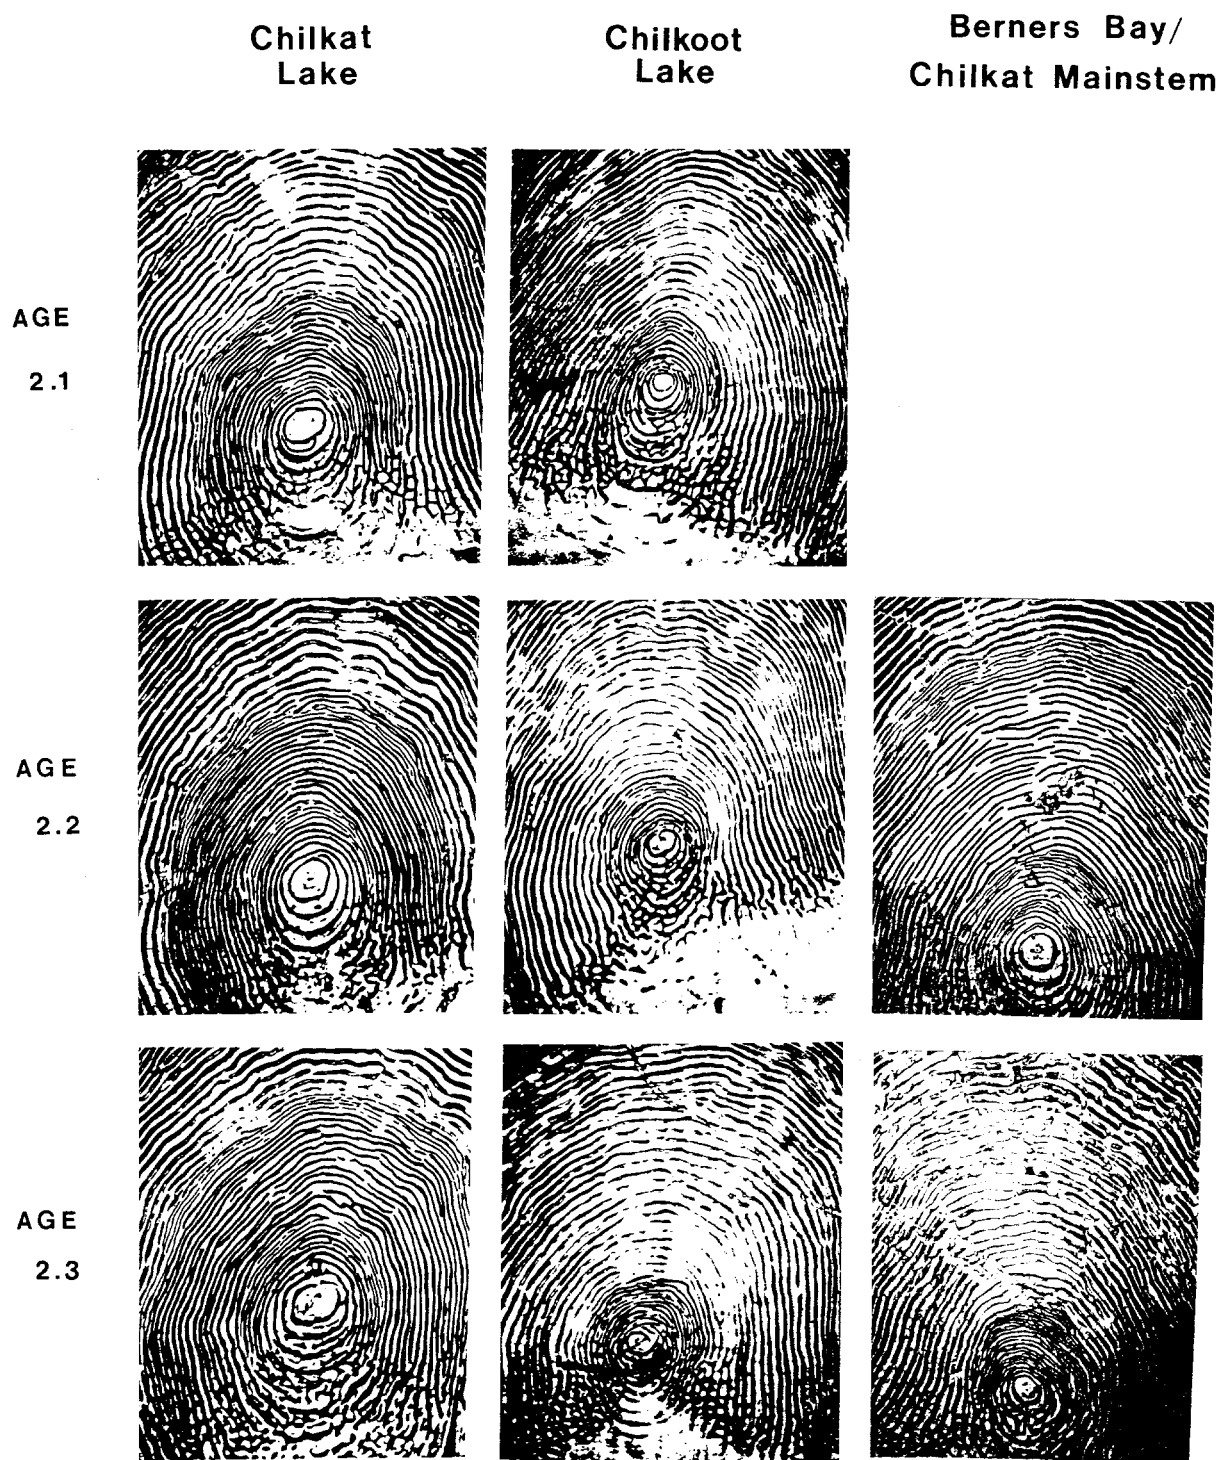 Chilkat
Lake
Chilkoot
Lake
Berners Bay/
Chilkat Mainstem
AGE
2.1
AGE
2.2
AGE
2.3